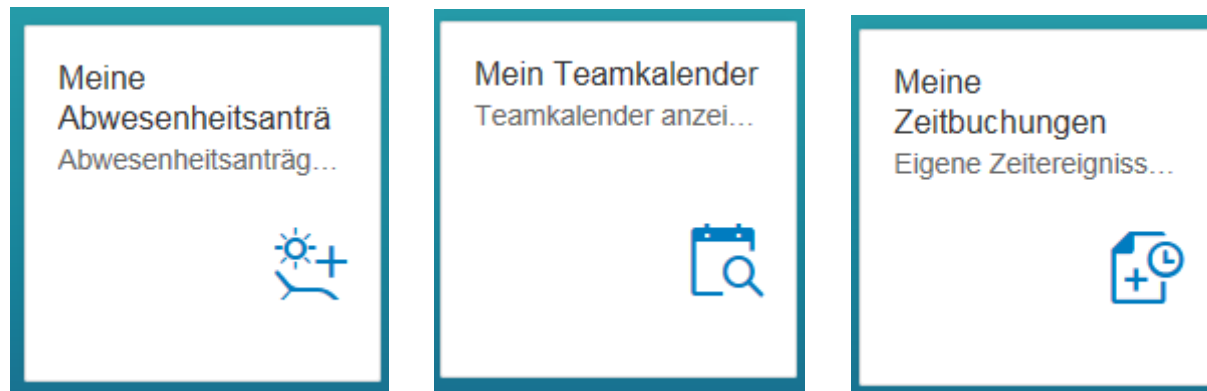 Meine
Abwesenheitsanträ
Abwesenheitsanträg...
Mein Teamkalender
Teamkalender anzei...
Meine
Zeitbuchungen
Eigene Zeitereigniss...